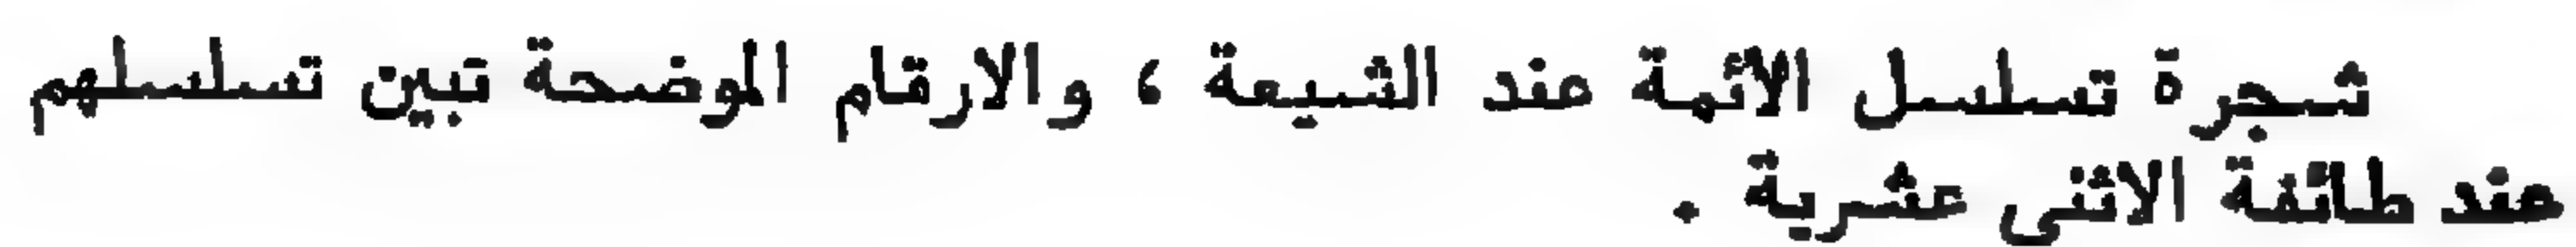 شجرة تسلسل الأئمة عند الشيعة ، والارقام الموضحة تبين تسلسلهم
عند طائفة الاثنى عشرية .